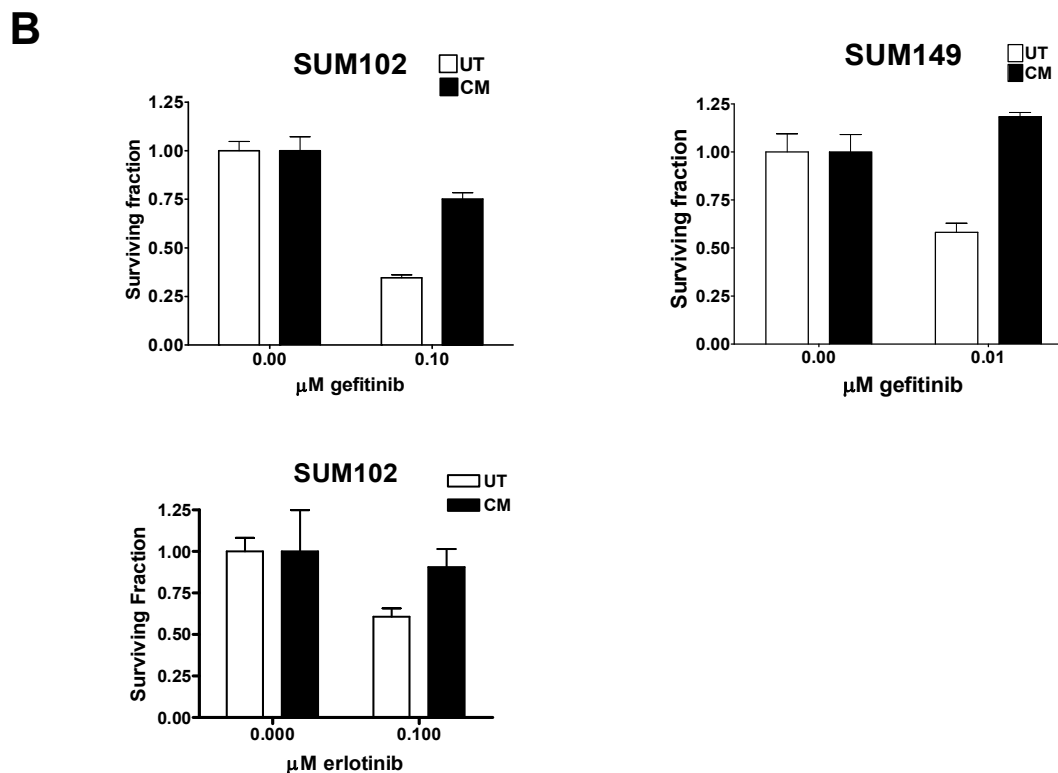 B
SUM102
UT
CM
1.25
1.00
0.75
0.50
0.25
0.00
Surviving fraction
0.00 0.10
μM gefitinib
SUM149
UT
CM
1.25
1.00
0.75
0.50
0.25
0.00
Surviving fraction
0.00 0.01
μM gefitinib
SUM102
UT
CM
1.25
1.00
0.75
0.50
0.25
0.00
Surviving Fraction
0.000 0.100
μM erlotinib